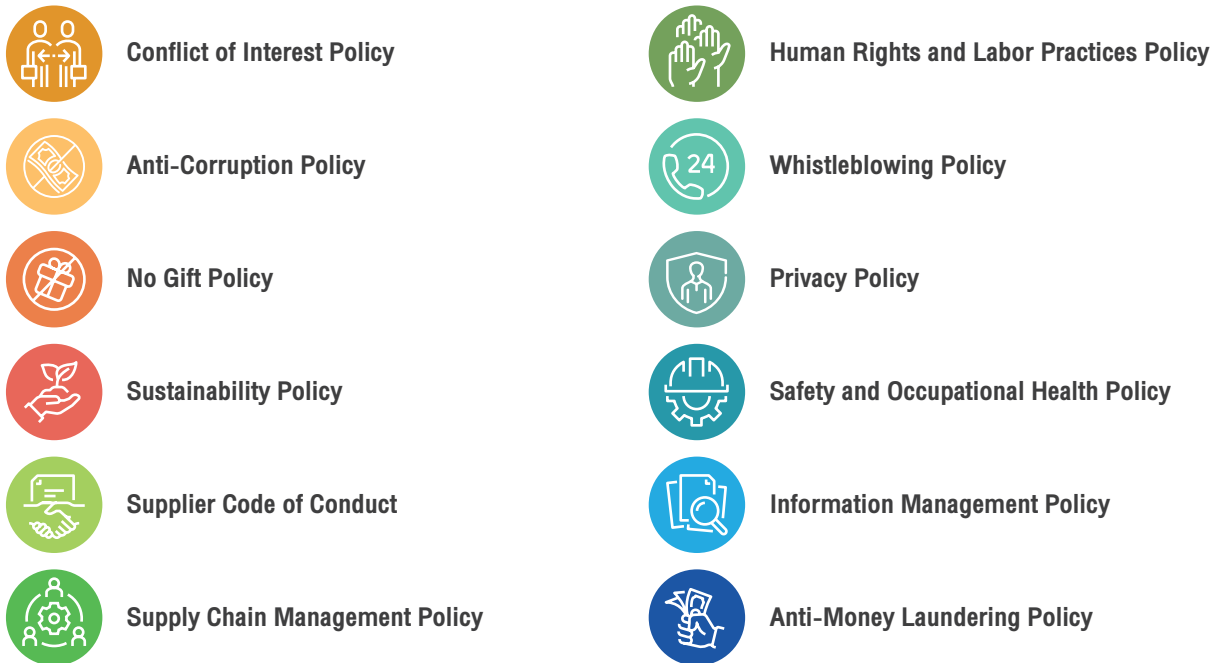 Conflict of Interest Policy
Anti-Corruption Policy
No Gift Policy
Sustainability Policy
Supplier Code of Conduct
Supply Chain Management Policy
Human Rights and Labor Practices Policy
24
Whistleblowing Policy
Privacy Policy
Safety and Occupational Health Policy
Information Management Policy
Anti-Money Laundering Policy